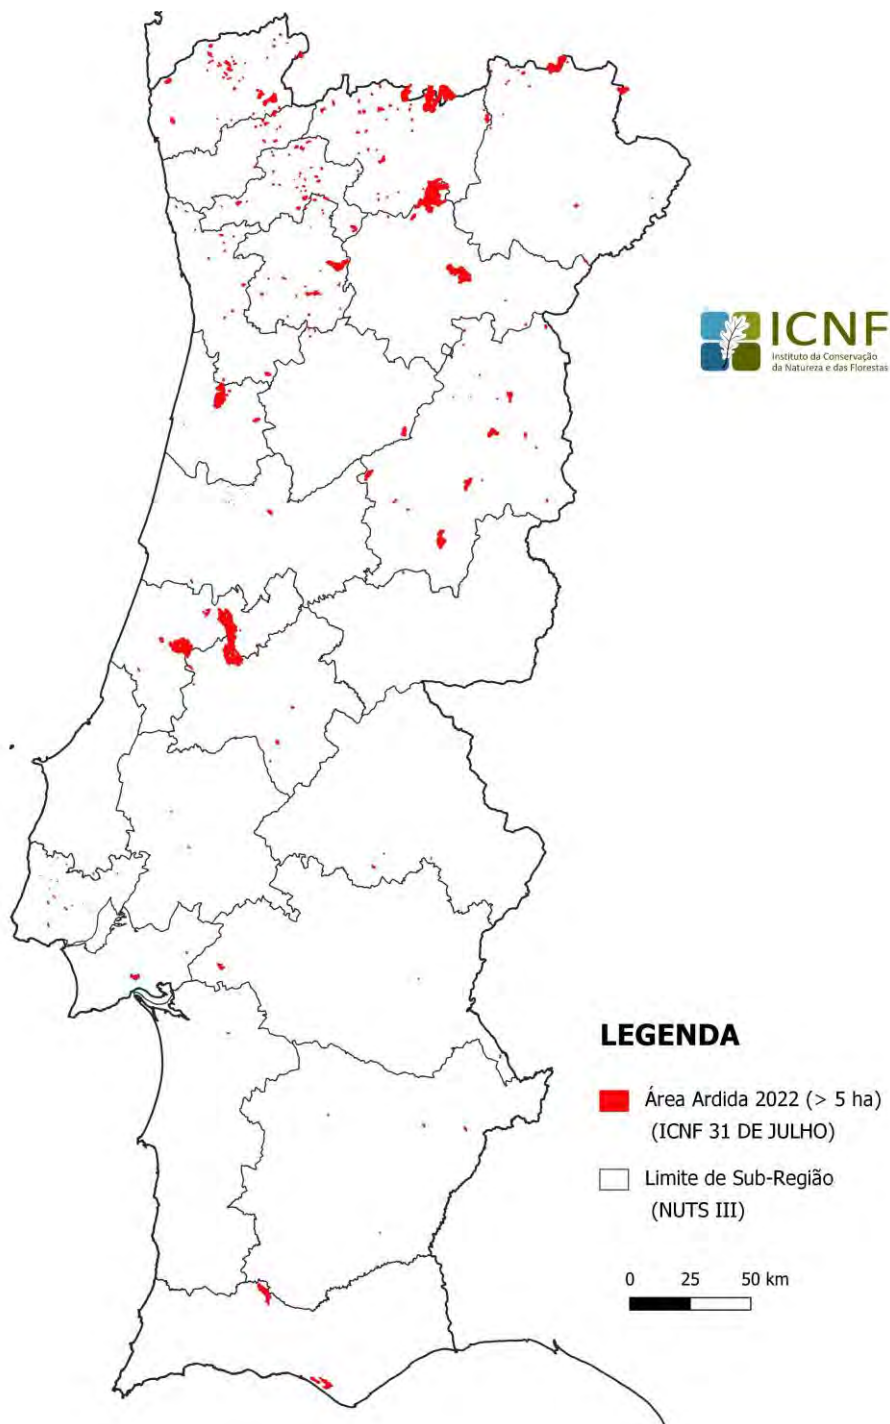 ICNF
Instituto da Conservação
da Natureza e das Florestas
LEGENDA
Área Ardida 2022 (> 5 ha)
(ICNF 31 DE JULHO)
Limite de Sub-Região
(NUTS III)
0 25 50 km